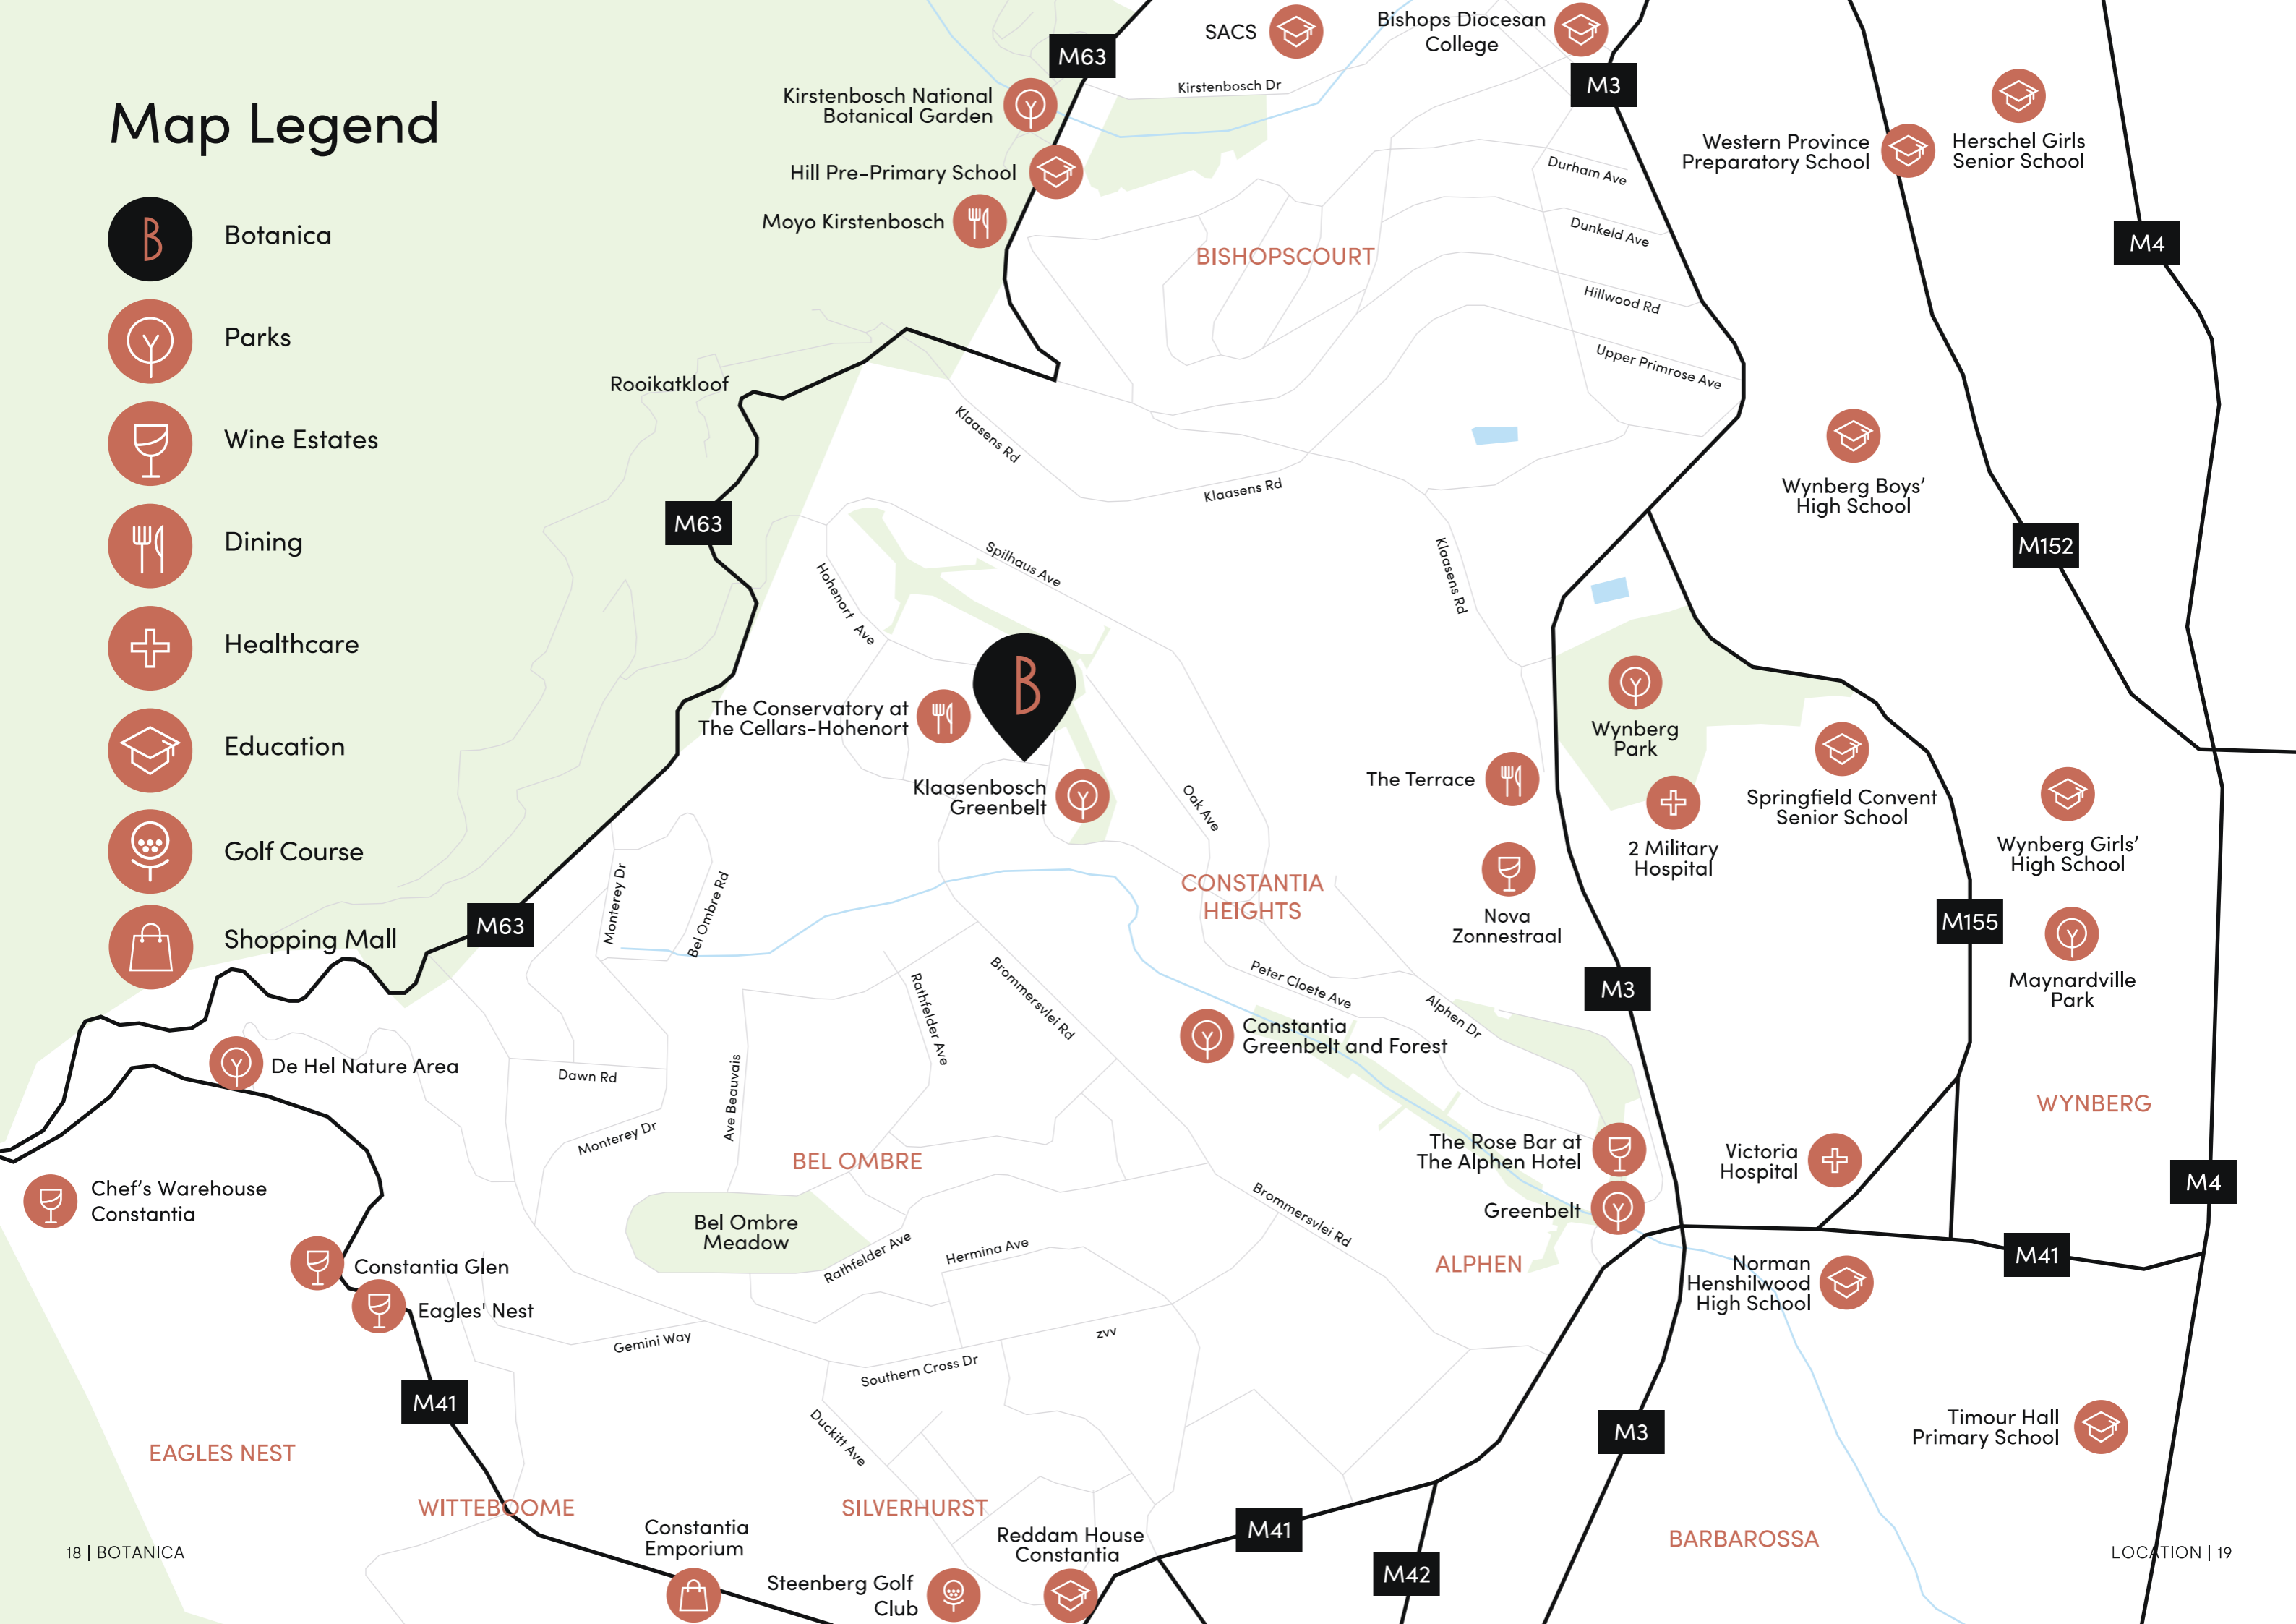 Map Legend
B
Botanica
Parks
Wine Estates
Dining
Healthcare
Education
Golf Course
Shopping Mall
M63
SACS
Bishops Diocesan
College
M3
Kirstenbosch Dr
Kirstenbosch National
Botanical Garden
Hill Pre-Primary School
Moyo Kirstenbosch
Western Province
Preparatory School
Herschel Girls
Senior School
Durham Ave
Dunkeld Ave
BISHOPSCOURT
M4
Hillwood Rd
Upper Primrose Ave
Rooikatkloof
Klaasens Rd
Klaasens Rd
Klaasens Rd
Wynberg Boys'
High School
M63
M152
Spilhaus Ave
Hohenort Ave
B
The Conservatory at
The Cellars-Hohenort
Klaasenbosch
Greenbelt
Oak Ave
Wynberg
Park
The Terrace
2 Military
Hospital
Springfield Convent
Senior School
Wynberg Girls'
High School
CONSTANTIA
HEIGHTS
Nova
Zonnestraal
M63
Monterey Dr
Bel Ombre Rd
M155
Maynardville
Park
M3
Rathfelder Ave
Brommersvlei Rd
Peter Cloete Ave
Alphen Dr
Constantia
Greenbelt and Forest
De Hel Nature Area
Dawn Rd
Ave Beauvais
Monterey Dr
BEL OMBRE
WYNBERG
The Rose Bar at
The Alphen Hotel
Victoria
Hospital
M4
Greenbelt
Chef's Warehouse
Constantia
Bel Ombre
Meadow
Rathfelder Ave
Hermina Ave
Brommersvlei Rd
ALPHEN
M41
Norman
Henshilwood
High School
Constantia Glen
Eagles' Nest
Gemini Way
zvv
Southern Cross Dr
M41
Duckitt Ave
M3
Timour Hall
Primary School
EAGLES NEST
WITTEBOOME
SILVERHURST
Constantia
Emporium
Reddam House
Constantia
M41
BARBAROSSA
M42
Steenberg Golf
Club
18 | BOTANICA
LOCATION | 19